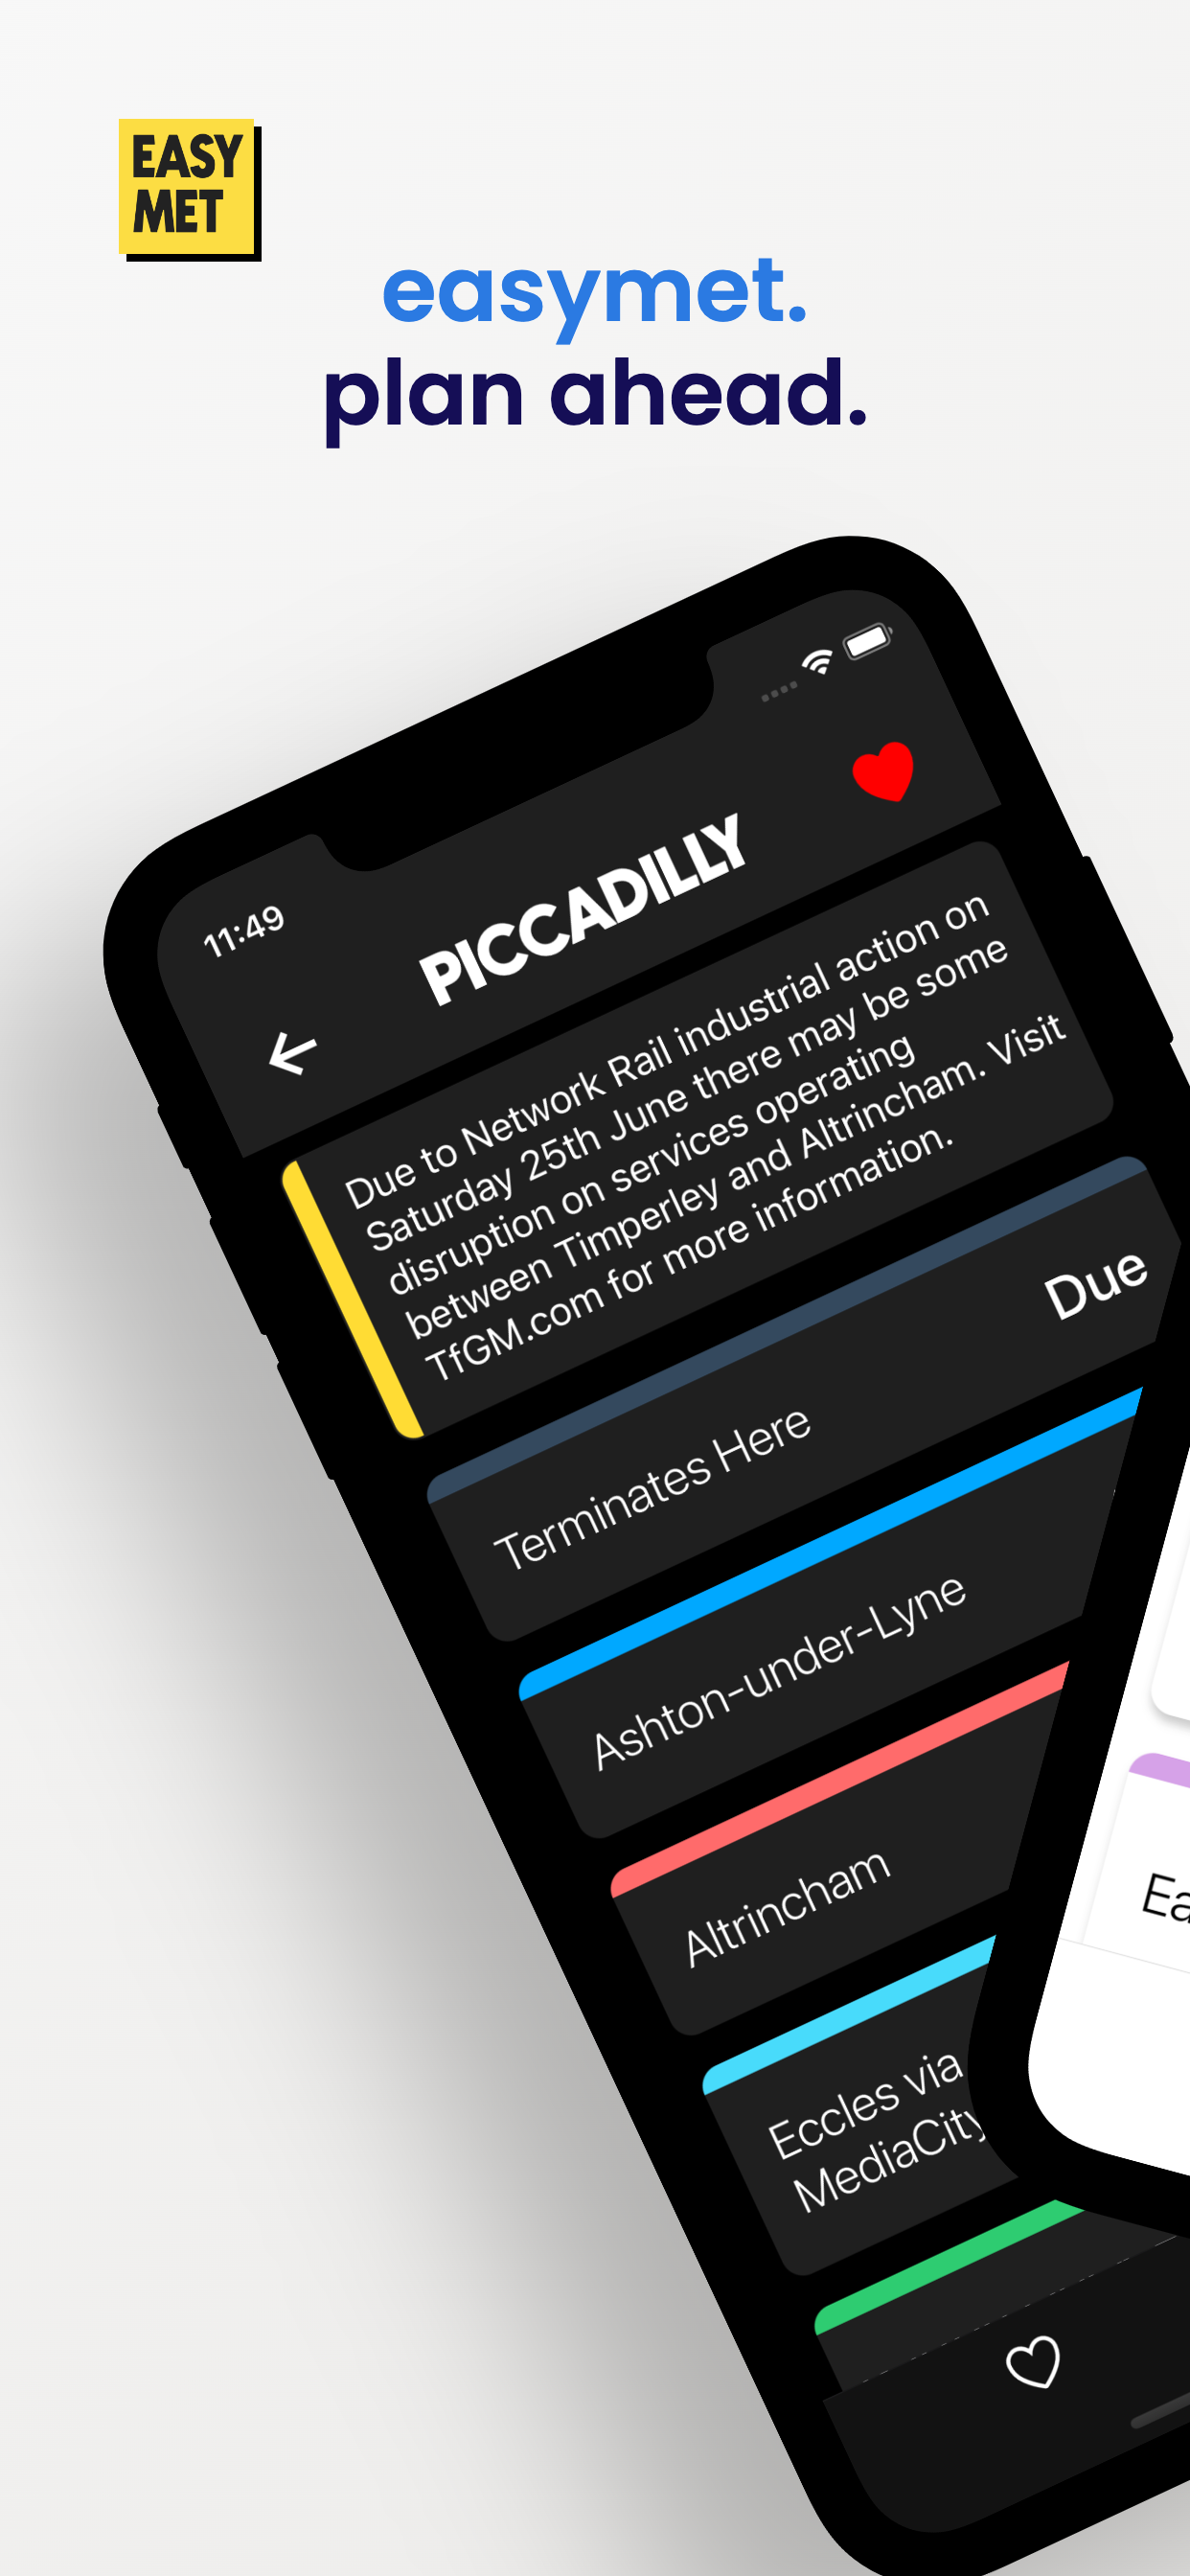 EASY
MET
easymet.
plan ahead.
11:49
PICCADILLY
Due to Network Rail industrial action on
Saturday 25th June there may be some
disruption on services operating
between Timperley and Altrincham. Visit
TfGM.com for more information.
Due
Terminates Here
Ashton-under-Lyne
Altrincham
Eccles via
MediaCity
Ea